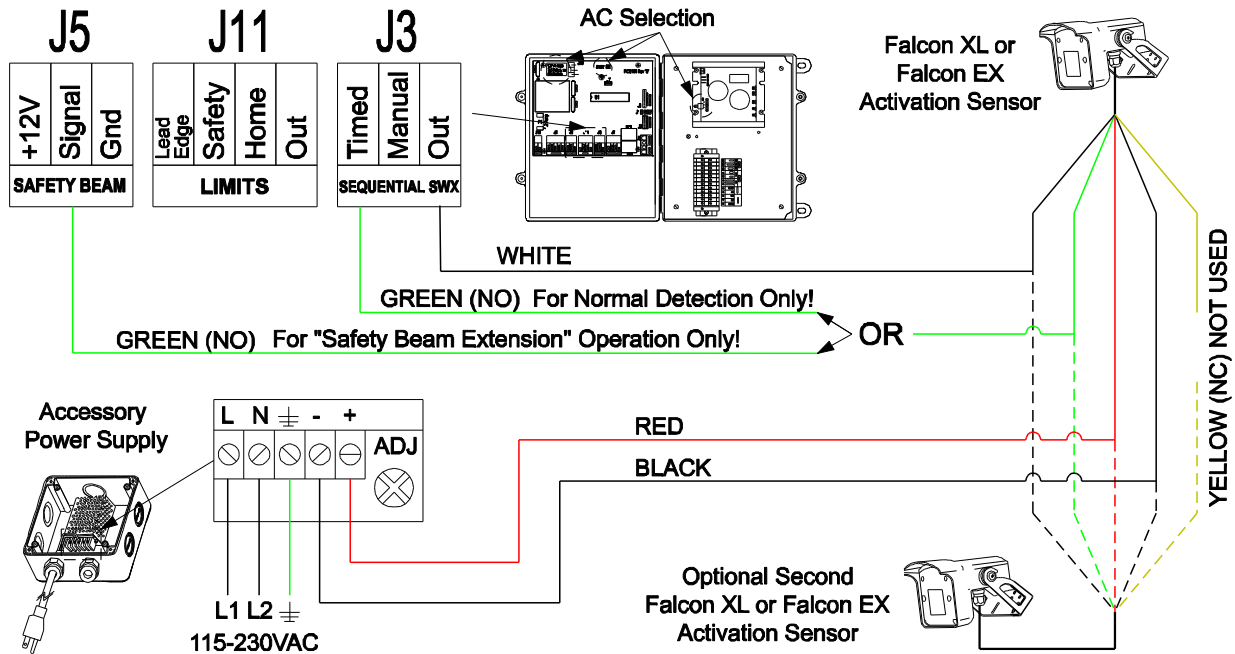 J5
J11
J3
AC Selection
Falcon XL or
Falcon EX
Activation Sensor
+12V
Signal
Gnd
SAFETY BEAM
Lead
Edge
Safety
Home
Out
LIMITS
Timed
Manual
Out
SEQUENTIAL SWX
WHITE
GREEN (NO) For Normal Detection Only!
GREEN (NO) For "Safety Beam Extension" Operation Only!
OR
YELLOW (NC) NOT USED
Accessory
Power Supply
L N - +
ADJ
RED
BLACK
L1 L2
115-230VAC
Optional Second
Falcon XL or Falcon EX
Activation Sensor